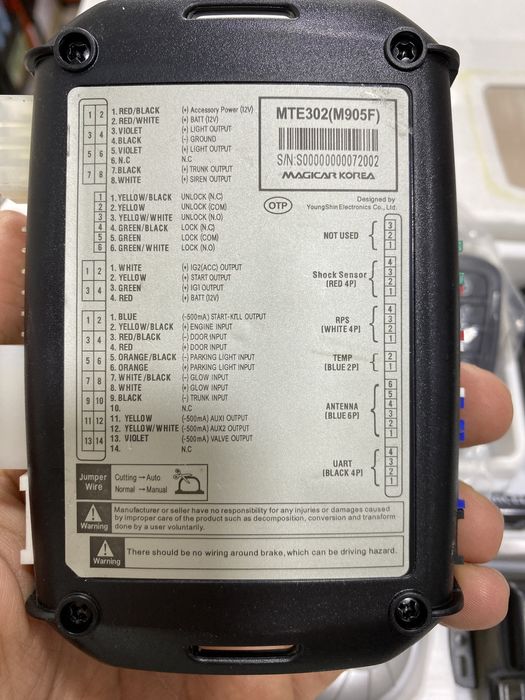 1 2
3 4
5 6
7 8
1. RED/BLACK (+) Accessory Power (12V)
2. RED/WHITE (+) BATT (12V)
3. VIOLET (+) LIGHT OUTPUT
4. BLACK (-) GROUND
5. VIOLET (+) LIGHT OUTPUT
6. N.C N.C
7. BLACK (+) TRUNK OUTPUT
8. WHITE (+) SIREN OUTPUT
MTE302(M905F)
S/N:S00000000072002
MAGICAR KOREA
OTP
Designed by
YoungShin Electronics Co., Ltd.
1
2
3
4
5
6
1. YELLOW/BLACK UNLOCK (N.C)
2. YELLOW UNLOCK (COM)
3. YELLOW/WHITE UNLOCK (N.O)
4. GREEN/BLACK LOCK (N.C)
5. GREEN LOCK (COM)
6. GREEN/WHITE LOCK (N.O)
1 2
3 4
1. WHITE (+) IG2(ACC) OUTPUT
2. YELLOW (+) START OUTPUT
3. GREEN (+) IG1 OUTPUT
4. RED (+) BATT (12V)
1 2
3 4
5 6
7 8
9 10
11 12
13 14
1. BLUE (-500mA) START-KILL OUTPUT
2. YELLOW/BLACK (+) ENGINE INPUT
3. RED/BLACK (-) DOOR INPUT
4. RED (+) DOOR INPUT
5. ORANGE/BLACK (-) PARKING LIGHT INPUT
6. ORANGE (+) PARKING LIGHT INPUT
7. WHITE/BLACK (-) GLOW INPUT
8. WHITE (+) GLOW INPUT
9. BLACK (-) TRUNK INPUT
10. N.C
11. YELLOW (-500mA) AUX1 OUTPUT
12. YELLOW/WHITE (-500mA) AUX2 OUTPUT
13. VIOLET (-500mA) VALVE OUTPUT
14. N.C
NOT USED
3
2
1
Shock Sensor
[RED 4P]
4
3
2
1
RPS
[WHITE 4P]
4
3
2
1
TEMP
[BLUE 2P]
2
1
ANTENNA
[BLUE 6P]
6
5
4
3
2
1
UART
[BLACK 4P]
4
3
2
1
Jumper
Wire
Cutting → Auto
Normal → Manual
Warning
Manufacturer or seller have no responsibility for any injuries or damages caused
by improper care of the product such as decomposition, conversion and transform
done by a user voluntarily.
Warning
There should be no wiring around brake, which can be driving hazard.